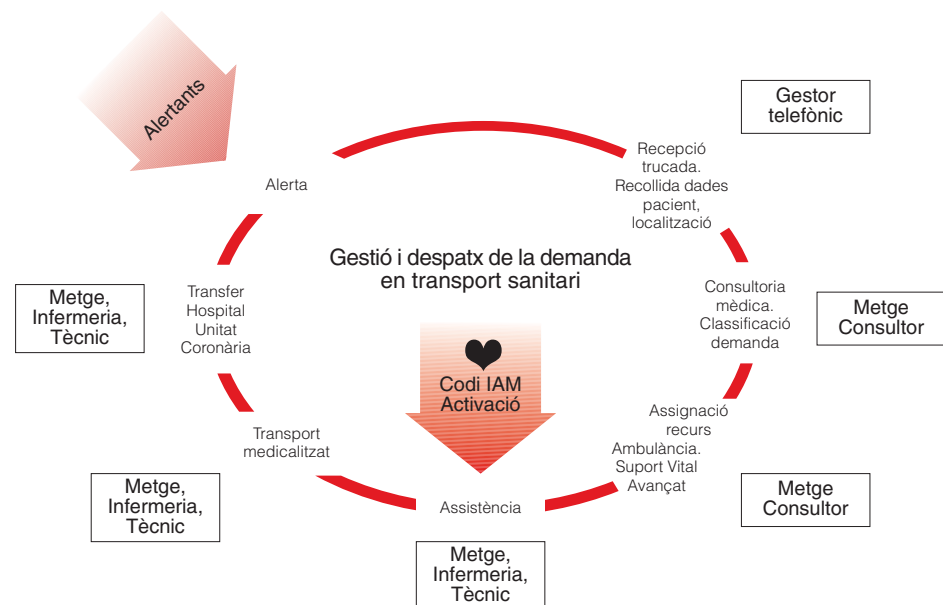 Alertants
Gestor
telefònic
Recepció
trucada.
Recollida dades
pacient,
localització
Alerta
Gestió i despatx de la demanda
en transport sanitari
Metge,
Infermeria,
Tècnic
Transfer
Hospital
Unitat
Coronària
Consultoria
mèdica.
Classificació
demanda
Metge
Consultor
Codi IAM
Activació
Assignació
recurs
Ambulància.
Suport Vital
Avançat
Transport
medicalitzat
Metge,
Infermeria,
Tècnic
Metge
Consultor
Assistència
Metge,
Infermeria,
Tècnic